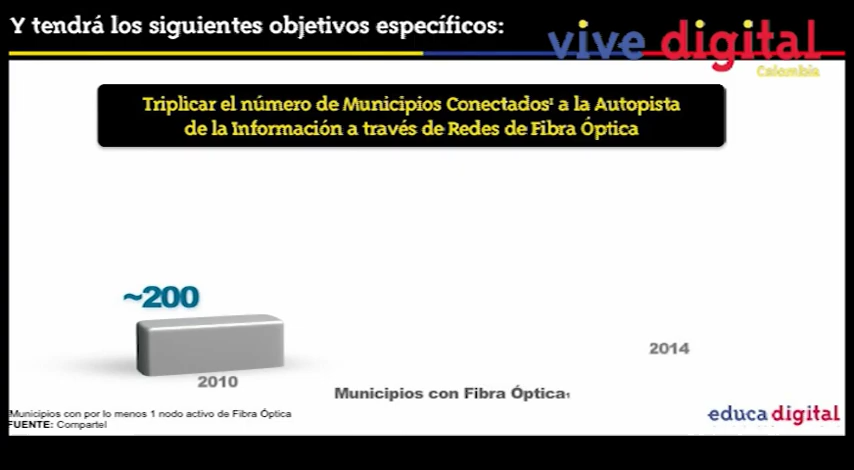 Y tendrá los siguientes objetivos específicos:
vive digital
Colombia
Triplicar el número de Municipios Conectados¹ a la Autopista
de la Información a través de Redes de Fibra Óptica
~200
2014
2010
Municipios con Fibra Óptica₁
Municipios con por lo menos 1 nodo activo de Fibra Óptica
FUENTE: Compartel
educadigital